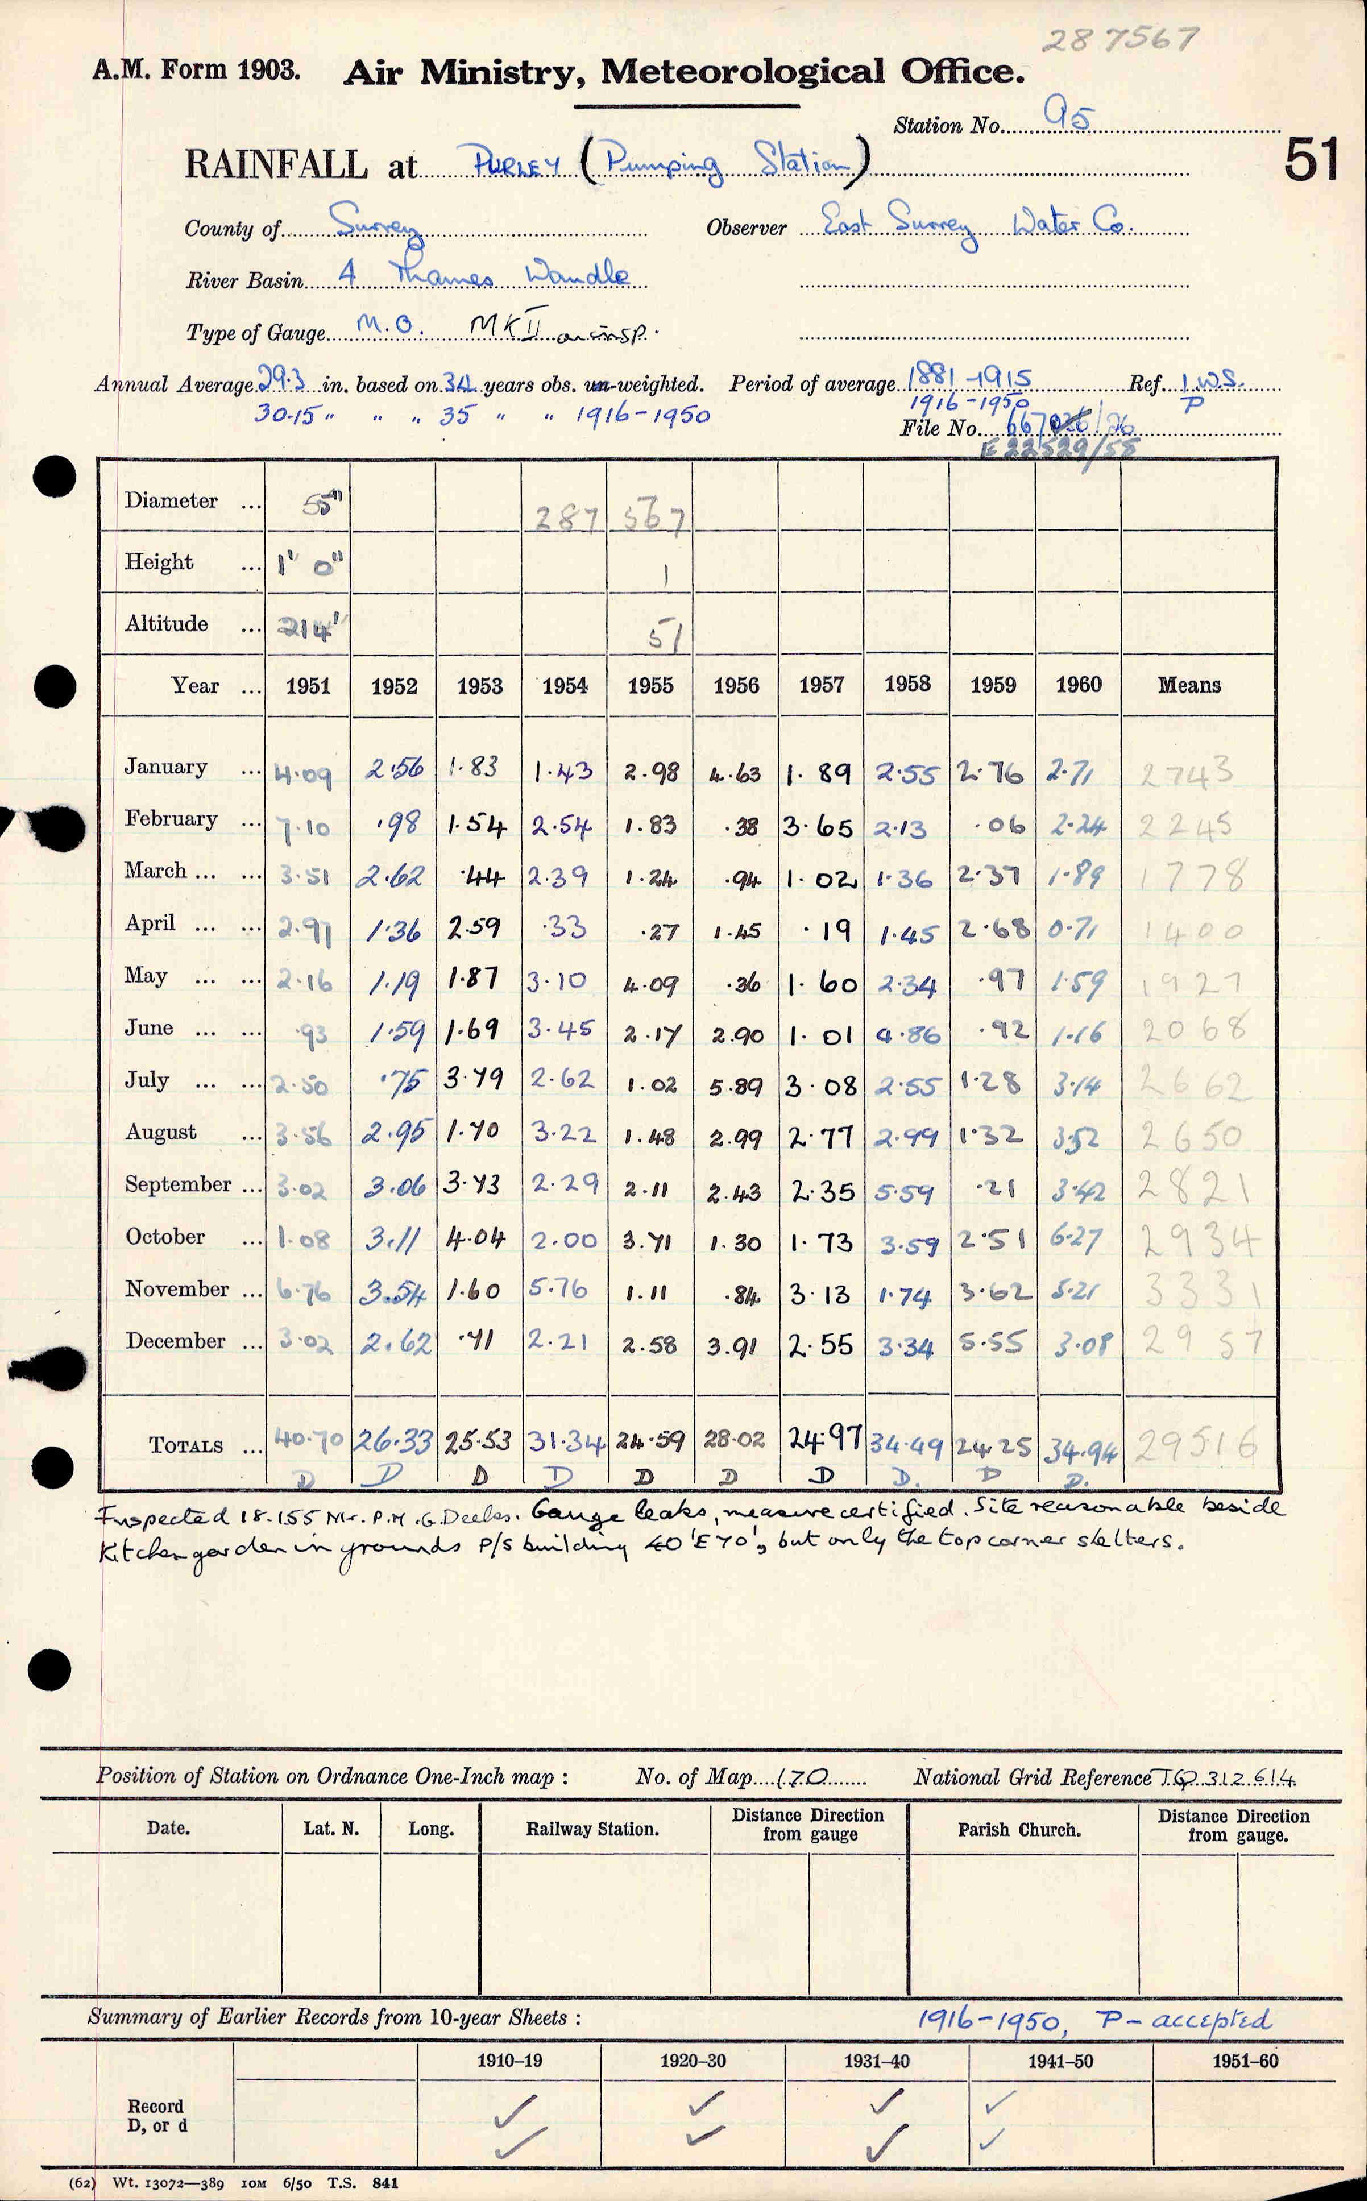 28 7567
A.M. Form 1903. Air Ministry, Meteorological Office.
Station No. 95
51
RAINFALL at PURLEY (Pumping Station)
County of Surrey Observer East Surrey Water Co.
River Basin 4 Thames Wandle
Type of Gauge M.O. MK II on insp.
Annual Average 29.3 in. based on 34 years obs. un-weighted. Period of average 1881-1915 Ref. I.W.S.
30.15 " " " 35 " " 1916-1950 1916-1950 P
File No. 667026/26
E 22529/55
Diameter ... 5" 287 567
Height ... 1' 0" 1
Altitude ... 214' 51
Year ... 1951 1952 1953 1954 1955 1956 1957 1958 1959 1960 Means
January ... 4.09 2.56 1.83 1.43 2.98 4.63 1.89 2.55 2.76 2.71 2743
February ... 7.10 .98 1.54 2.54 1.83 .38 3.65 2.13 .06 2.24 2245
March ... ... 3.51 2.62 .44 2.39 1.24 .94 1.02 1.36 2.37 1.89 1778
April ... ... 2.97 1.36 2.59 .33 .27 1.45 .19 1.45 2.68 0.71 1400
May ... ... 2.16 1.19 1.87 3.10 4.09 .36 1.60 2.34 .97 1.59 1927
June ... ... .93 1.59 1.69 3.45 2.17 2.90 1.01 4.86 .92 1.16 2068
July ... ... 2.50 .75 3.79 2.62 1.02 5.89 3.08 2.55 1.28 3.14 2662
August ... 3.56 2.95 1.70 3.22 1.48 2.99 2.77 2.99 1.32 3.52 2650
September ... 3.02 3.06 3.73 2.29 2.11 2.43 2.35 5.59 .21 3.42 2821
October ... 1.08 3.11 4.04 2.00 3.71 1.30 1.73 3.59 2.51 6.27 2934
November ... 6.76 3.54 1.60 5.76 1.11 .84 3.13 1.74 3.62 5.21 3331
December ... 3.02 2.62 .71 2.21 2.58 3.91 2.55 3.34 5.55 3.08 2957
TOTALS ... 40.70 26.33 25.53 31.34 24.59 28.02 24.97 34.49 24.25 34.94 29516
D D D D D D D D. D D.
Inspected 18.1.55 Mr. P.M.G. Gauge leaks, measure certified. Site reasonable beside
Kitchen garden in grounds P/S building 40'E70', but only the top corner shelters.
Position of Station on Ordnance One-Inch map : No. of Map 170 National Grid Reference TQ 312614
Date. Lat. N. Long. Railway Station. Distance Direction from gauge Parish Church. Distance Direction from gauge.
Summary of Earlier Records from 10-year Sheets : 1916-1950, P-accepted
1910–19 1920–30 1931–40 1941–50 1951–60
Record ✓ ✓ ✓ ✓
D, or d ✓ ✓ ✓ ✓
(62) Wt. 13072—389 10M 6/50 T.S. 841